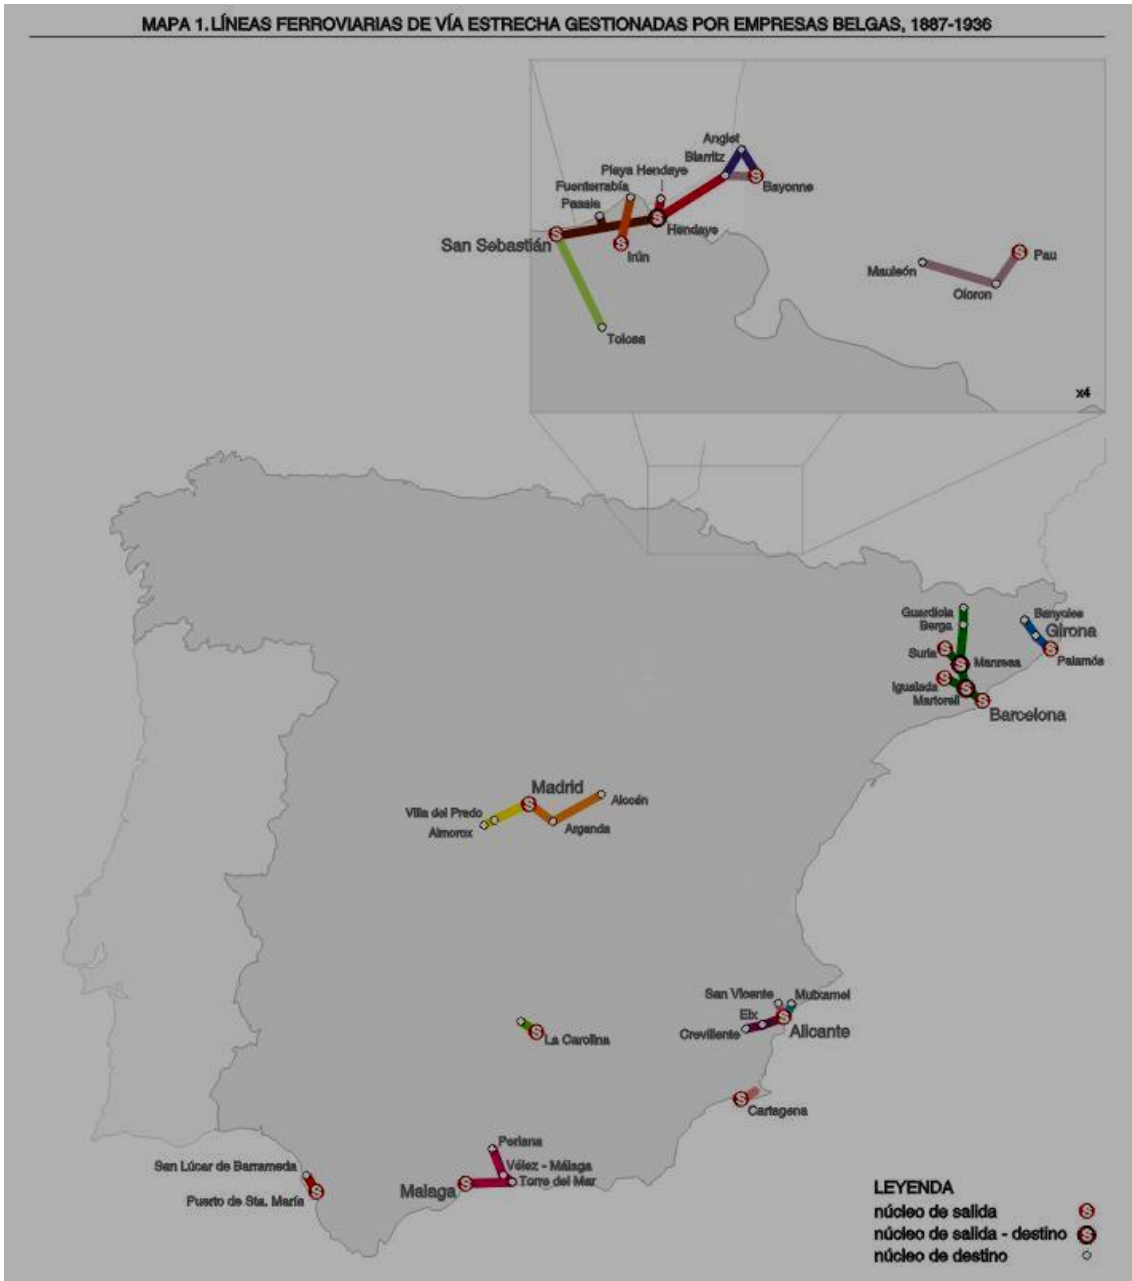 MAPA 1. LÍNEAS FERROVIARIAS DE VÍA ESTRECHA GESTIONADAS POR EMPRESAS BELGAS, 1887-1936
Anglet
Biarritz
Playa Hendaye
Bayonne
Fuenterrabía
Pasaia
Hendaye
San Sebastián
Irún
Pau
Mauleón
Oloron
Tolosa
x4
Guardiola
Banyoles
Berga
Girona
Suria
Manresa
Palamós
Igualada
Martorell
Barcelona
Madrid
Alocén
Villa del Prado
Almorox
Arganda
San Vicente
Mutxamel
Elx
Crevillente
Alicante
La Carolina
Cartagena
Periana
San Lúcar de Barrameda
Vélez - Málaga
Torre del Mar
Malaga
Puerto de Sta. María
LEYENDA
núcleo de salida
S
núcleo de salida - destino
S
núcleo de destino